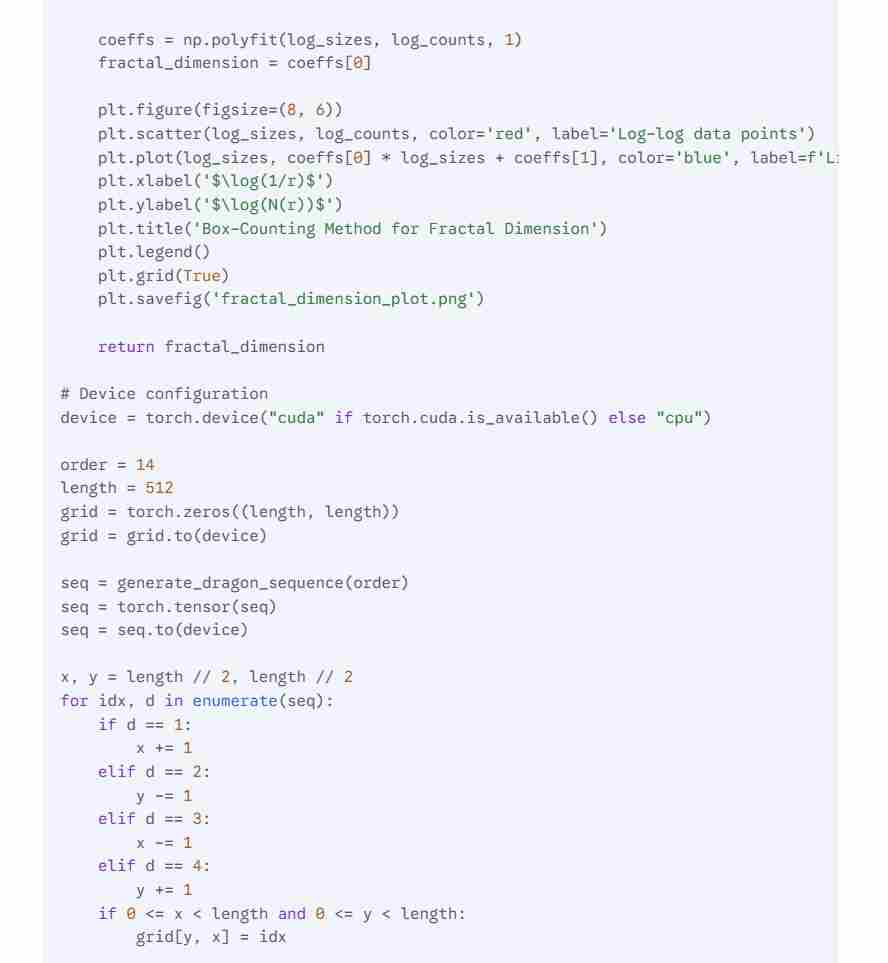 coeffs = np.polyfit(log_sizes, log_counts, 1)
fractal_dimension = coeffs[0]
plt.figure(figsize=(8, 6))
plt.scatter(log_sizes, log_counts, color='red', label='Log-log data points')
plt.plot(log_sizes, coeffs[0] * log_sizes + coeffs[1], color='blue', label=f'Li
plt.xlabel('$\log(1/r)$')
plt.ylabel('$\log(N(r))$')
plt.title('Box-Counting Method for Fractal Dimension')
plt.legend()
plt.grid(True)
plt.savefig('fractal_dimension_plot.png')
return fractal_dimension
# Device configuration
device = torch.device("cuda" if torch.cuda.is_available() else "cpu")
order = 14
length = 512
grid = torch.zeros((length, length))
grid = grid.to(device)
seq = generate_dragon_sequence(order)
seq = torch.tensor(seq)
seq = seq.to(device)
x, y = length // 2, length // 2
for idx, d in enumerate(seq):
if d == 1:
x += 1
elif d == 2:
y -= 1
elif d == 3:
x -= 1
elif d == 4:
y += 1
if 0 <= x < length and 0 <= y < length:
grid[y, x] = idx